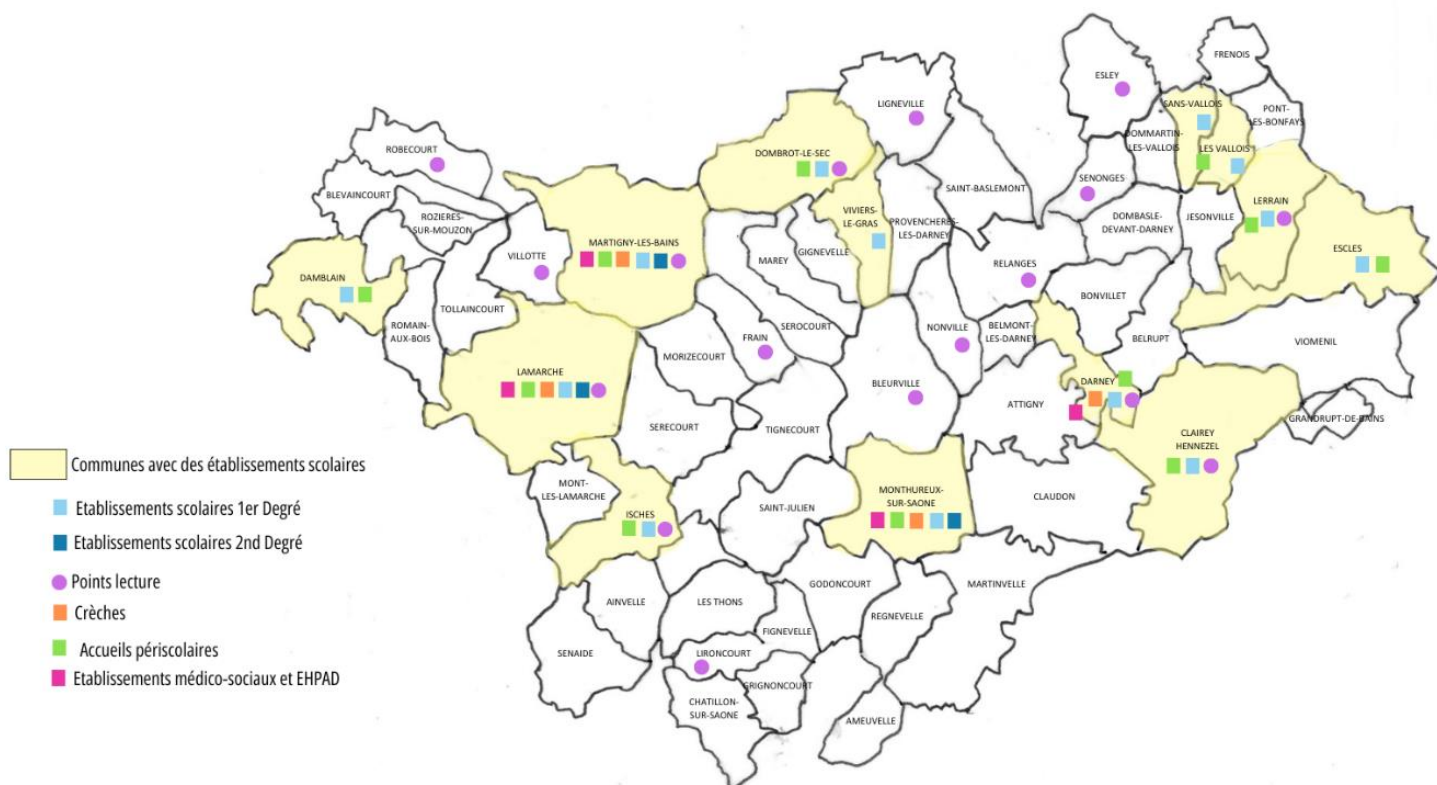 FRENOIS
ESLEY
LIGNEVILLE
SANS-VALLOIS
PONT-
LES-BONFAYS
DOMMARTIN-
LES-VALLOIS
LES VALLOIS
ROBECOURT
DOMBROT-LE-SEC
SENONGES
SAINT-BASLEMONT
BLEVAINCOURT
ROZIERES
-SUR-MOUZON
VIVIERS-
LE-GRAS
PROVENCHERES
-LES-DARNEY
DOMBASLE-
DEVANT-DARNEY
JESONVILLE
LERRAIN
ESCLES
MARTIGNY-LES-BAINS
GIGNEVELLE
MAREY
VILLOTTE
RELANGES
DAMBLAIN
TOLLAINCOURT
BONVILLET
ROMAIN-
AUX-BOIS
SEROCOURT
FRAIN
NONVILLE
BELMONT-
LES-DARNEY
BELRUPT
VIOMENIL
MORIZECOURT
LAMARCHE
BLEURVILLE
DARNEY
ATTIGNY
GRANDRUPT-DE-BAINS
SERECOURT
TIGNECOURT
CLAIREY
HENNEZEL
MONT-
LES-LAMARCHE
ISCHES
SAINT-JULIEN
MONTHUREUX-
SUR-SAONE
CLAUDON
GODONCOURT
MARTINVELLE
AINVELLE
LES THONS
REGNEVELLE
FIGNEVELLE
SENAIDE
LIRONCOURT
GRIGNONCOURT
CHATILLON-
SUR-SAONE
AMEUVELLE
Communes avec des établissements scolaires
Etablissements scolaires 1er Degré
Etablissements scolaires 2nd Degré
Points lecture
Crèches
Accueils périscolaires
Etablissements médico-sociaux et EHPAD